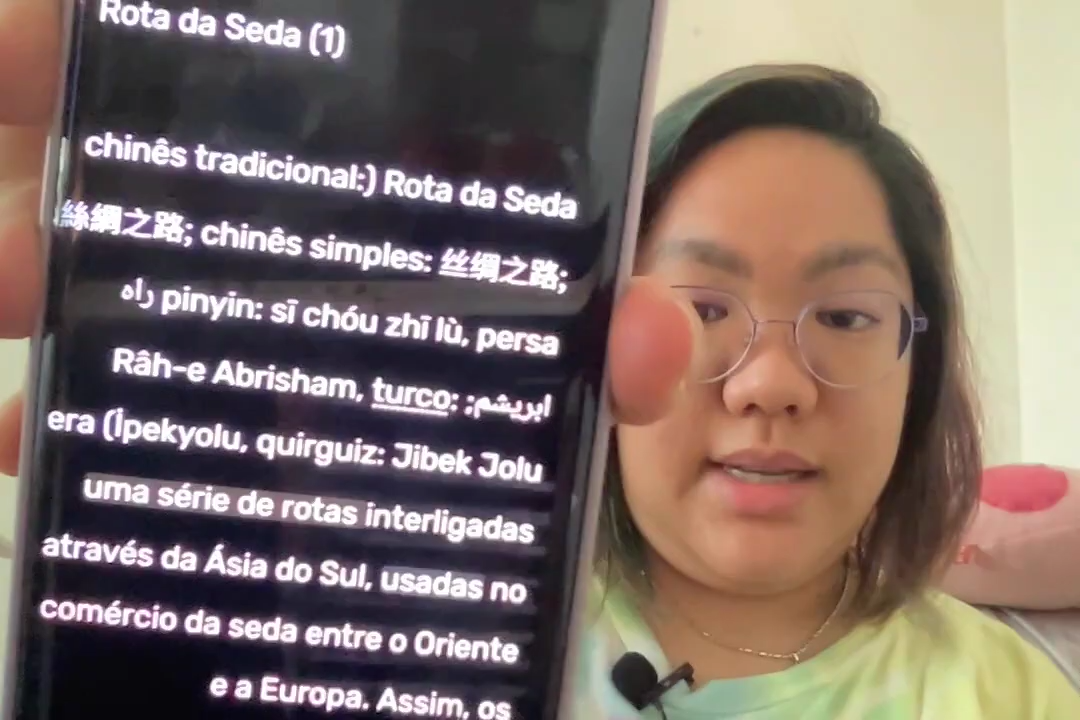 Rota da Seda (1)
chinês tradicional:) Rota da Seda
絲綢之路; chinês simples: 丝绸之路;
راه pinyin: sī chóu zhī lù, persa
Râh-e Abrisham, turco: :ابریشم
era (İpekyolu, quirguiz: Jibek Jolu
uma série de rotas interligadas
através da Ásia do Sul, usadas no
comércio da seda entre o Oriente
e a Europa. Assim, os